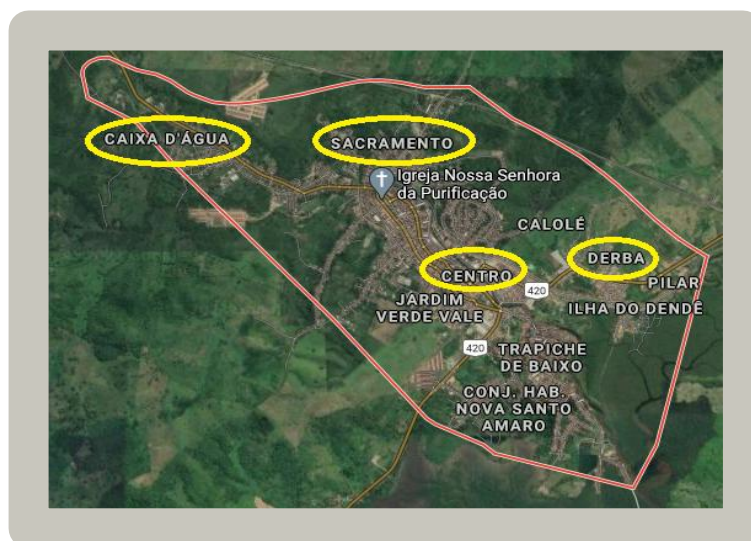 CAIXA D'ÁGUA
SACRAMENTO
Igreja Nossa Senhora
da Purificação
CALOLÉ
DERBA
CENTRO
PILAR
420
JARDIM
VERDE VALE
ILHA DO DENDÊ
420
TRAPICHE
DE BAIXO
CONJ. HAB.
NOVA SANTO
AMARO